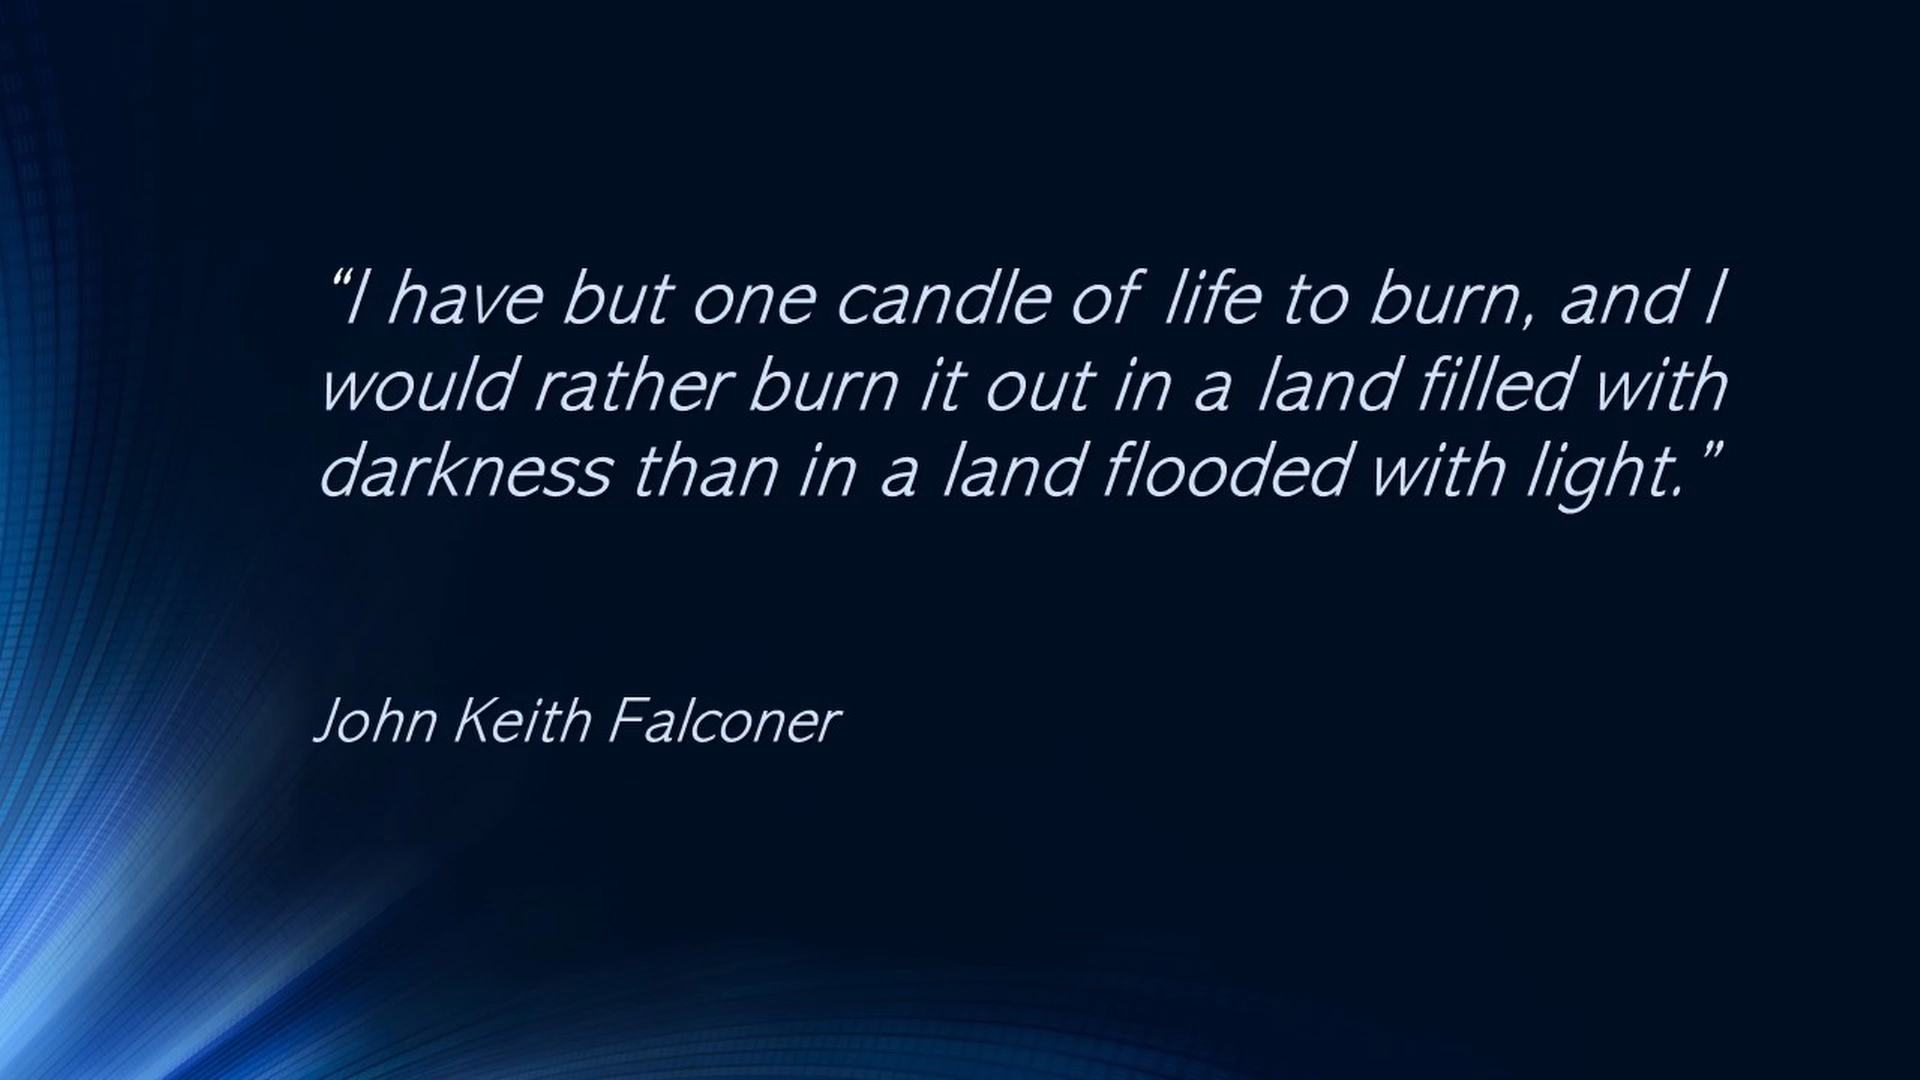 “I have but one candle of life to burn, and I
would rather burn it out in a land filled with
darkness than in a land flooded with light.”
John Keith Falconer